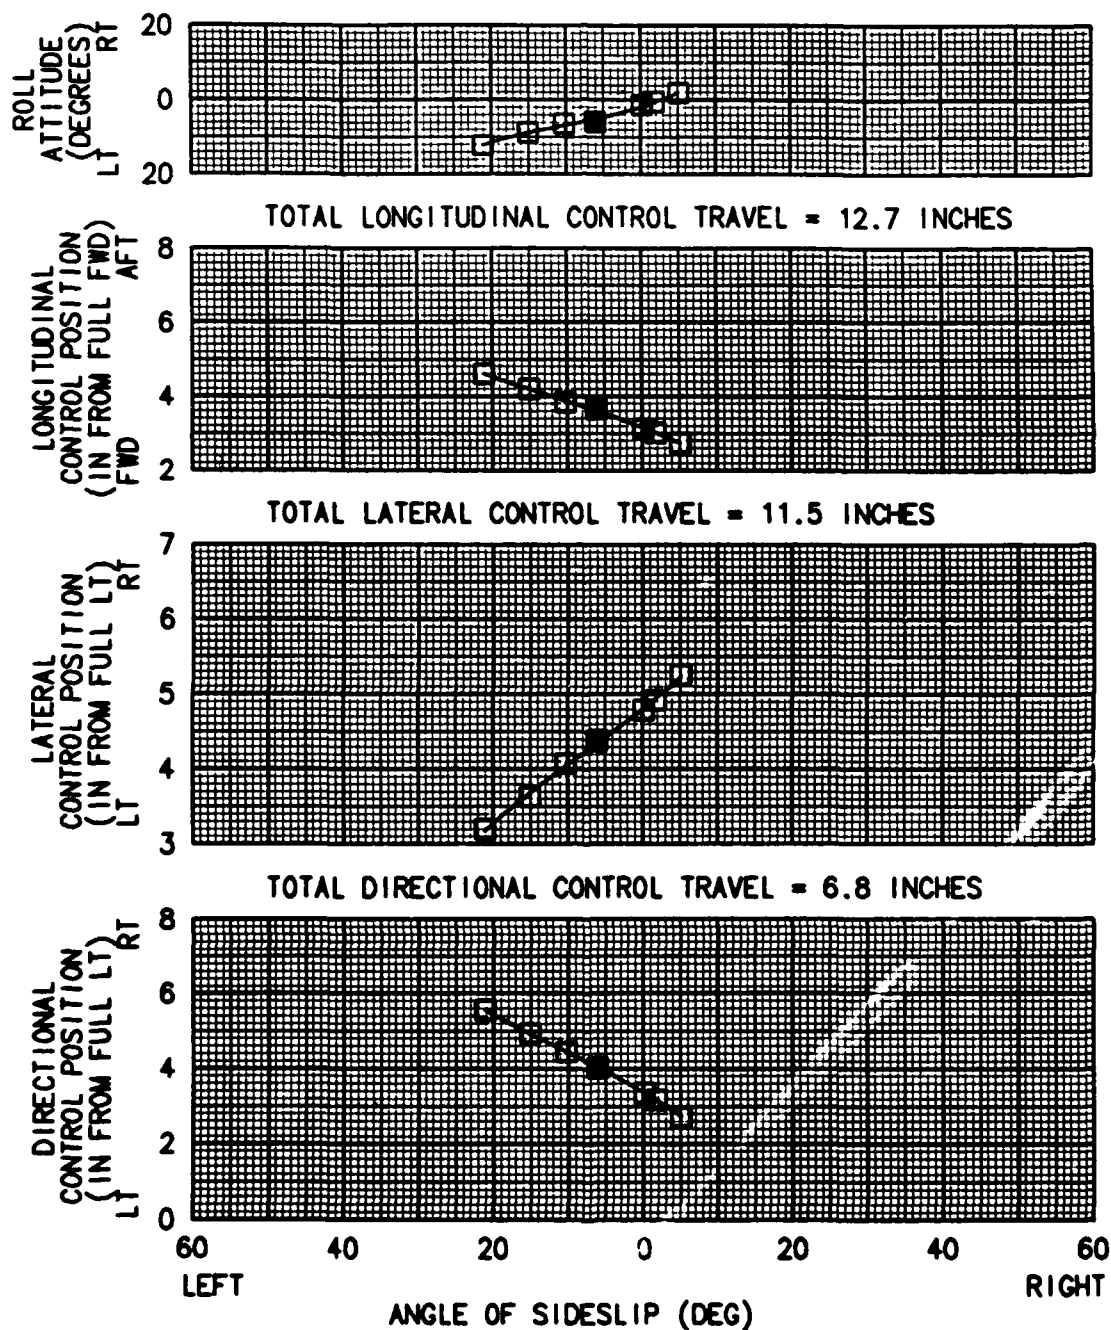 ROLL
ATTITUDE
(DEGREES)
LT RT
20
0
20
TOTAL LONGITUDINAL CONTROL TRAVEL = 12.7 INCHES
LONGITUDINAL
CONTROL POSITION
(IN FROM FULL FWD)
FWD AFT
8
6
4
2
TOTAL LATERAL CONTROL TRAVEL = 11.5 INCHES
LATERAL
CONTROL POSITION
(IN FROM FULL LT)
LT RT
7
6
5
4
3
TOTAL DIRECTIONAL CONTROL TRAVEL = 6.8 INCHES
DIRECTIONAL
CONTROL POSITION
(IN FROM FULL LT)
LT RT
8
6
4
2
0
60 40 20 0 20 40 60
LEFT RIGHT
ANGLE OF SIDESLIP (DEG)